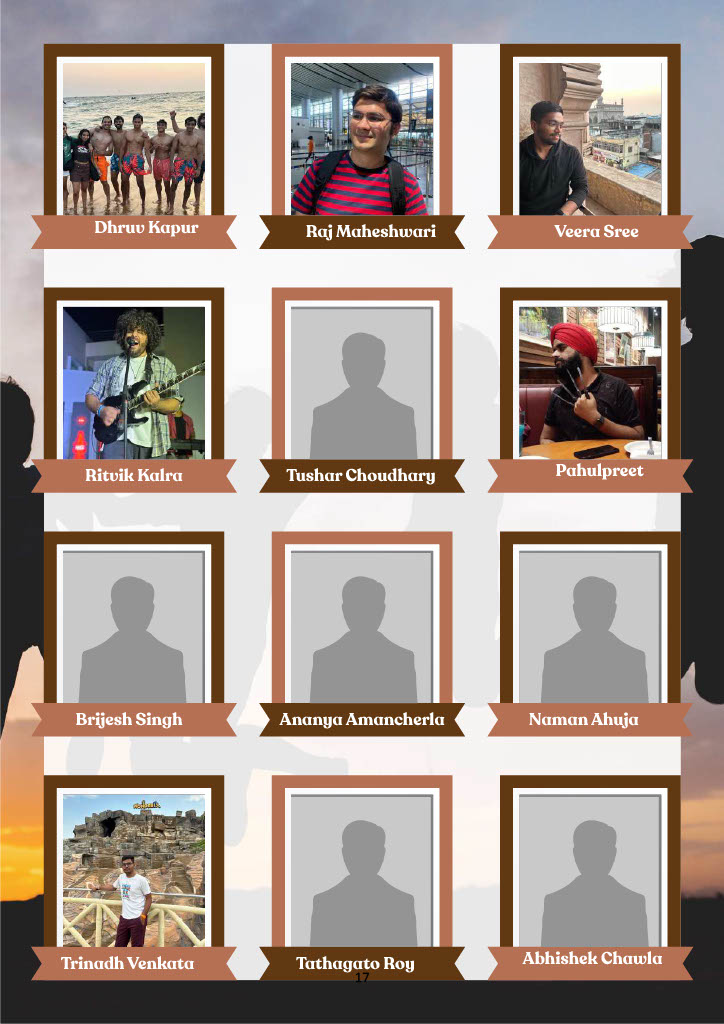 Dhruv Kapur
Raj Maheshwari
Veera Sree
Ritvik Kalra
Tushar Choudhary
Pahulpreet
Brijesh Singh
Ananya Amancherla
Naman Ahuja
Trinadh Venkata
Tathagato Roy
Abhishek Chawla
17